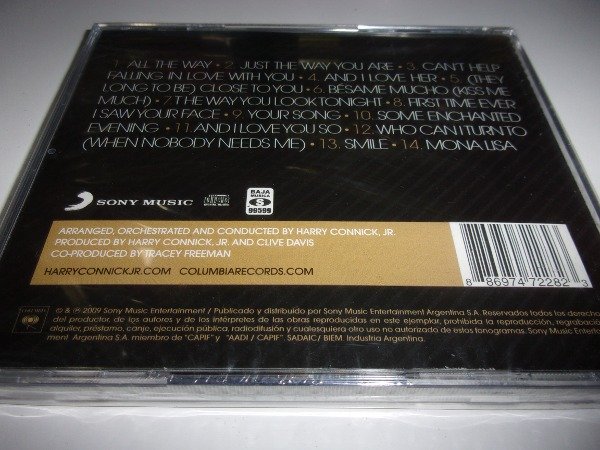 1 ALL THE WAY • 2 JUST THE WAY YOU ARE • 3 CAN'T HELP
FALLING IN LOVE WITH YOU • 4 AND I LOVE HER • 5 (THEY
LONG TO BE) CLOSE TO YOU • 6 BÉSAME MUCHO (KISS ME
MUCH) • 7 THE WAY YOU LOOK TONIGHT • 8 FIRST TIME EVER
I SAW YOUR FACE • 9 YOUR SONG • 10 SOME ENCHANTED
EVENING • 11 AND I LOVE YOU SO • 12 WHO CAN I TURN TO
(WHEN NOBODY NEEDS ME) • 13 SMILE • 14 MONA LISA
SONY MUSIC
BAJA
MUSICA
S
99599
ARRANGED, ORCHESTRATED AND CONDUCTED BY HARRY CONNICK, JR.
PRODUCED BY HARRY CONNICK, JR. AND CLIVE DAVIS
CO-PRODUCED BY TRACEY FREEMAN
HARRYCONNICKJR.COM COLUMBIARECORDS.COM
8 86974 72282 3
© & ℗ 2009 Sony Music Entertainment / Publicado y distribuido por Sony Music Entertainment Argentina S.A. Reservados todos los derechos
del productor, de los autores y de los intérpretes de las obras reproducidas en este ejemplar, prohibida la reproducción, regrabación
alquiler, préstamo, canje, ejecución pública, radiodifusión y cualesquiera otro uso no autorizado de estos fonogramas. Sony Music Entertain-
ment Argentina S.A. miembro de "CAPIF" y "AADI / CAPIF". SADAIC/ BIEM. Industria Argentina.